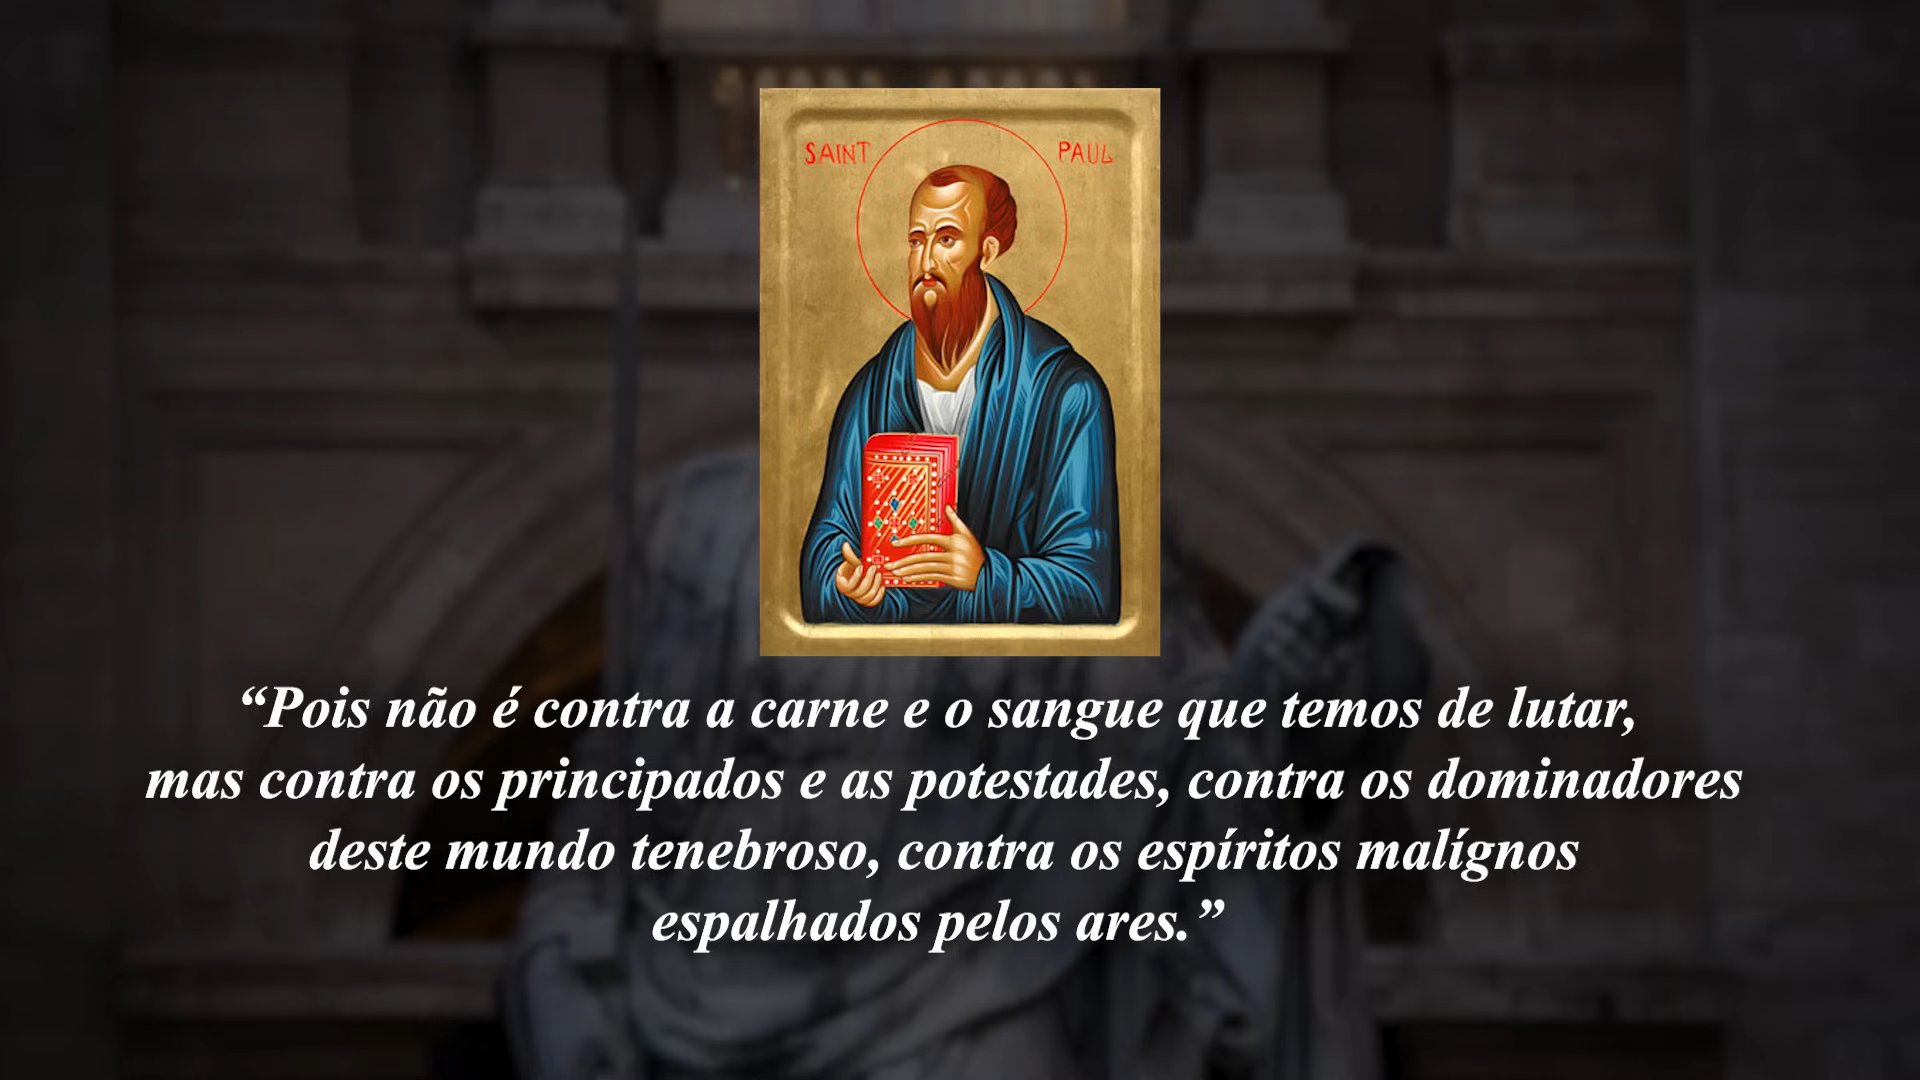 SAINT PAUL
“Pois não é contra a carne e o sangue que temos de lutar,
mas contra os principados e as potestades, contra os dominadores
deste mundo tenebroso, contra os espíritos malígnos
espalhados pelos ares.”